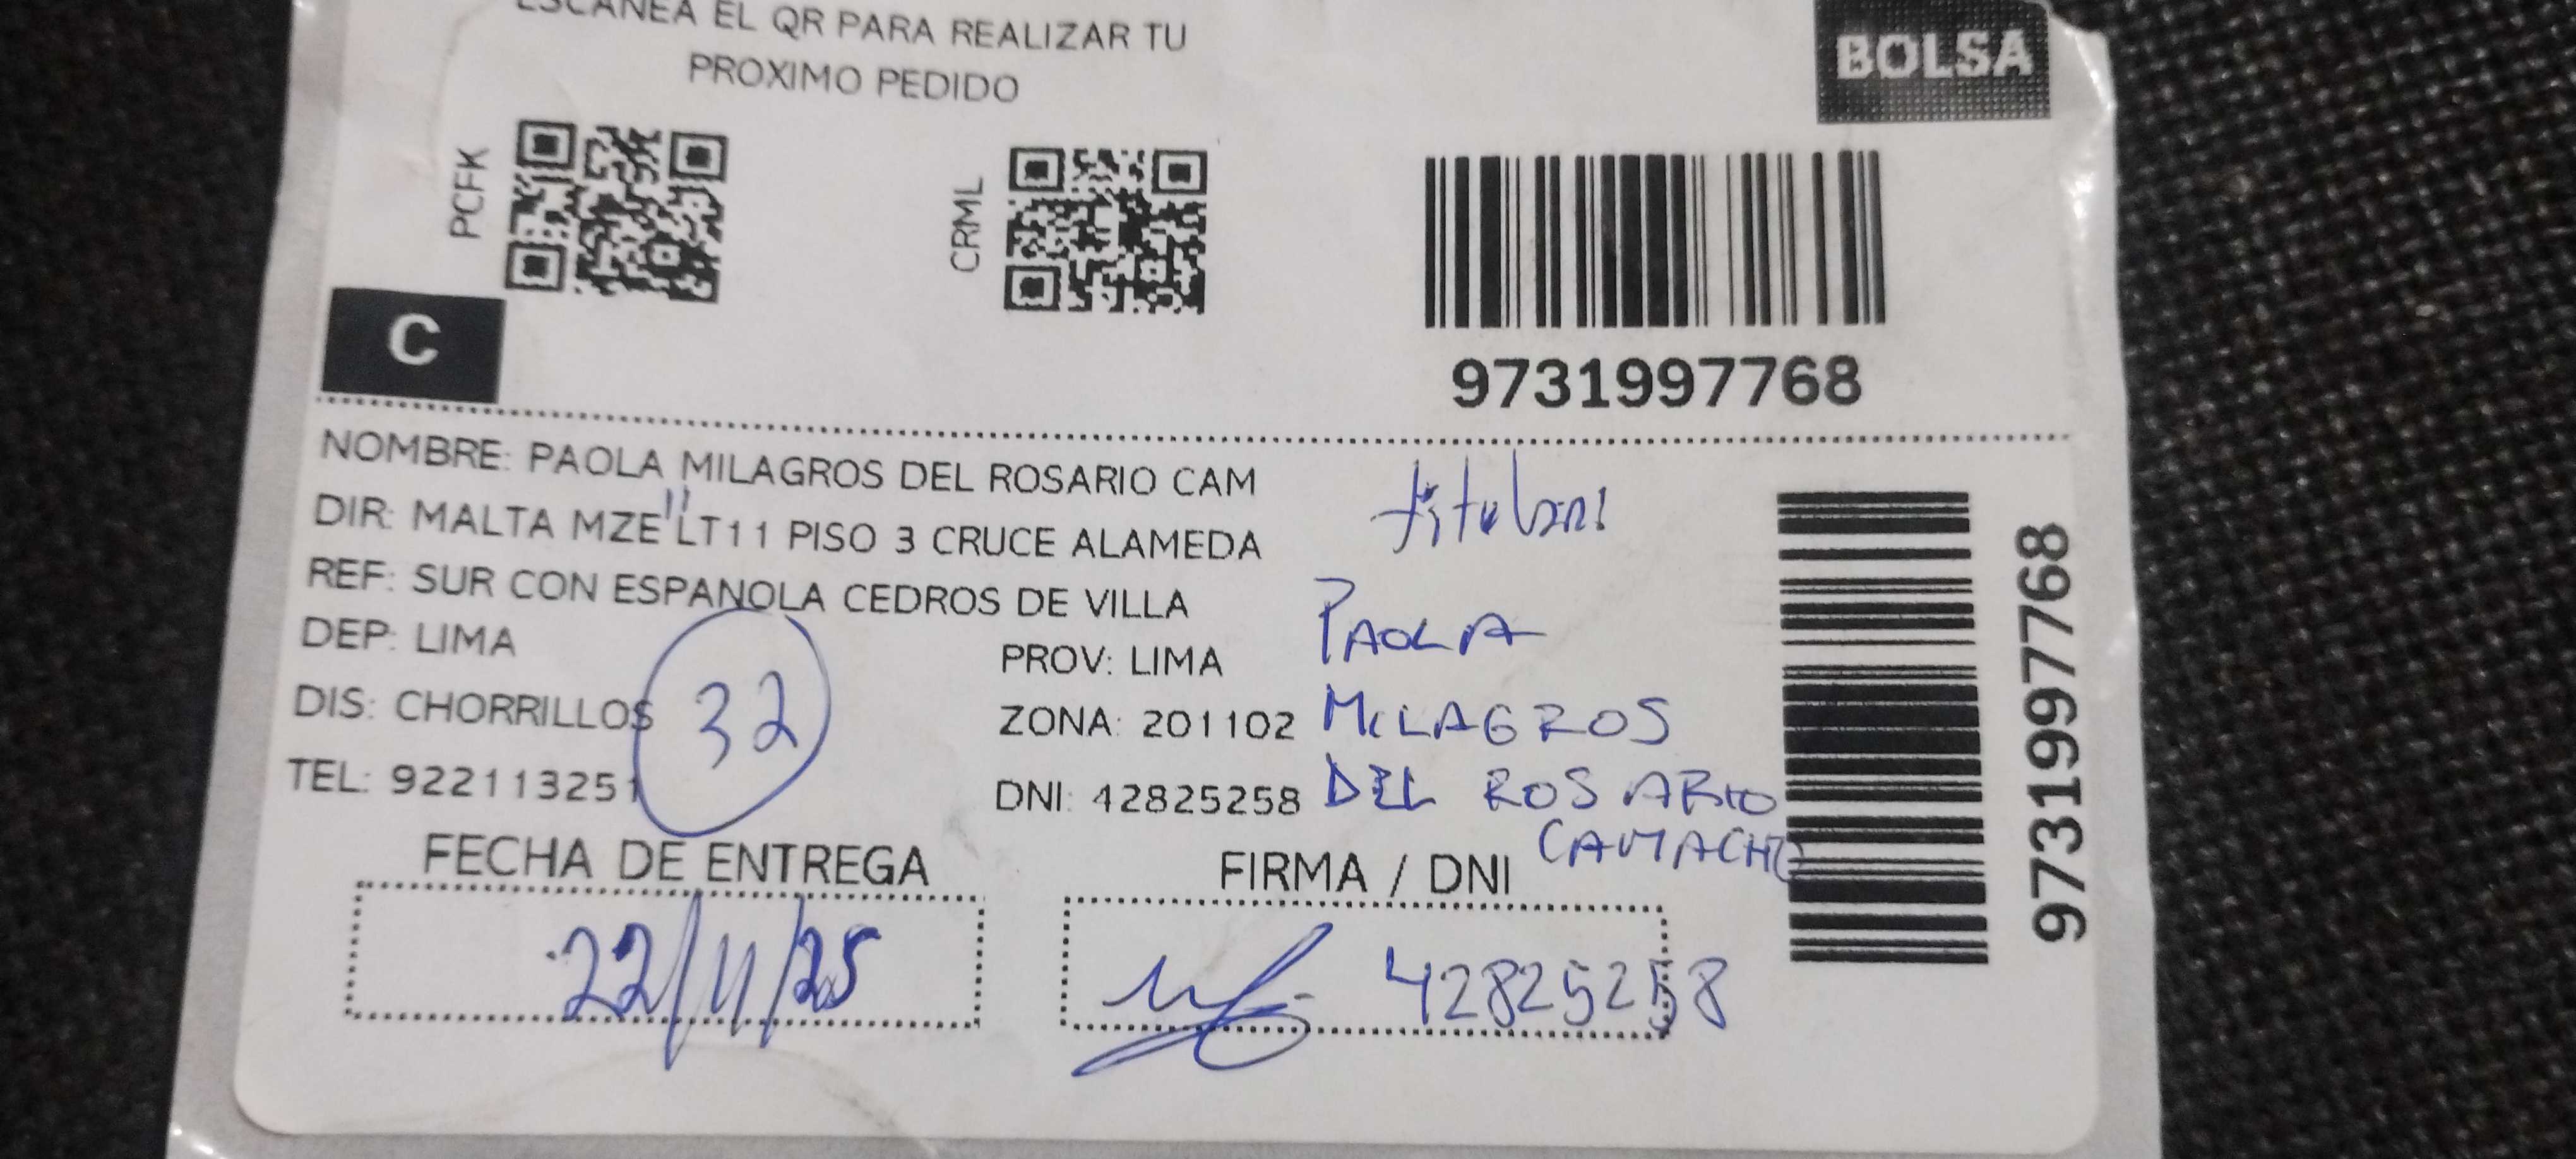 ESCANEA EL QR PARA REALIZAR TU
PROXIMO PEDIDO
BOLSA
PCFK
CRML
C
9731997768
NOMBRE: PAOLA MILAGROS DEL ROSARIO CAM
DIR: MALTA MZE"LT11 PISO 3 CRUCE ALAMEDA
REF: SUR CON ESPANOLA CEDROS DE VILLA
DEP: LIMA
PROV: LIMA
DIS: CHORRILLOS
ZONA: 201102
TEL: 922113251
DNI: 42825258
32
PAOLA
MILAGROS
DEL ROSARIO
CAMACHO
9731997768
FECHA DE ENTREGA
22/11/25
FIRMA / DNI
42825258